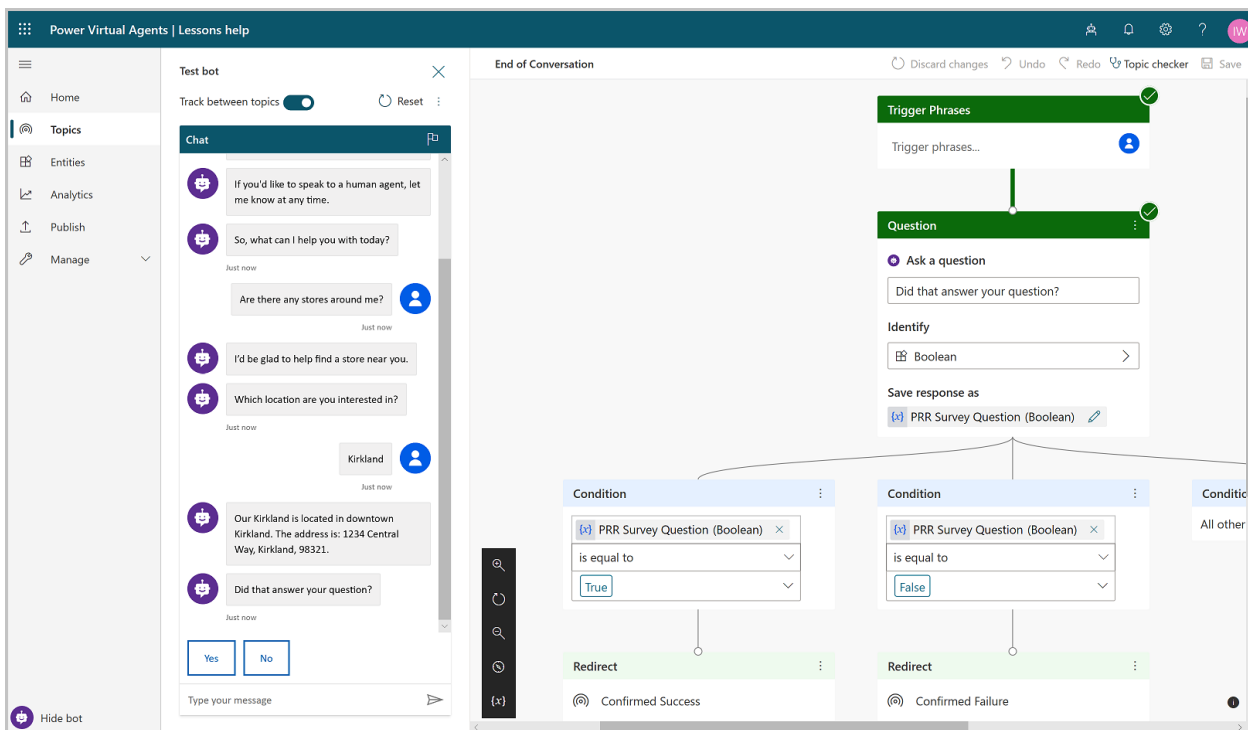 Power Virtual Agents | Lessons help
IW
Home
Topics
Entities
Analytics
Publish
Manage
Hide bot
Test bot
Track between topics
Reset
Chat
If you'd like to speak to a human agent, let
me know at any time.
So, what can I help you with today?
Just now
Are there any stores around me?
Just now
I'd be glad to help find a store near you.
Which location are you interested in?
Just now
Kirkland
Just now
Our Kirkland is located in downtown
Kirkland. The address is: 1234 Central
Way, Kirkland, 98321.
Did that answer your question?
Just now
Yes
No
Type your message
End of Conversation
Discard changes
Undo
Redo
Topic checker
Save
Trigger Phrases
Trigger phrases...
Question
Ask a question
Did that answer your question?
Identify
Boolean
Save response as
{x} PRR Survey Question (Boolean)
Condition
{x} PRR Survey Question (Boolean)
is equal to
True
Redirect
Confirmed Success
Condition
{x} PRR Survey Question (Boolean)
is equal to
False
Redirect
Confirmed Failure
Conditio
All other
{x}